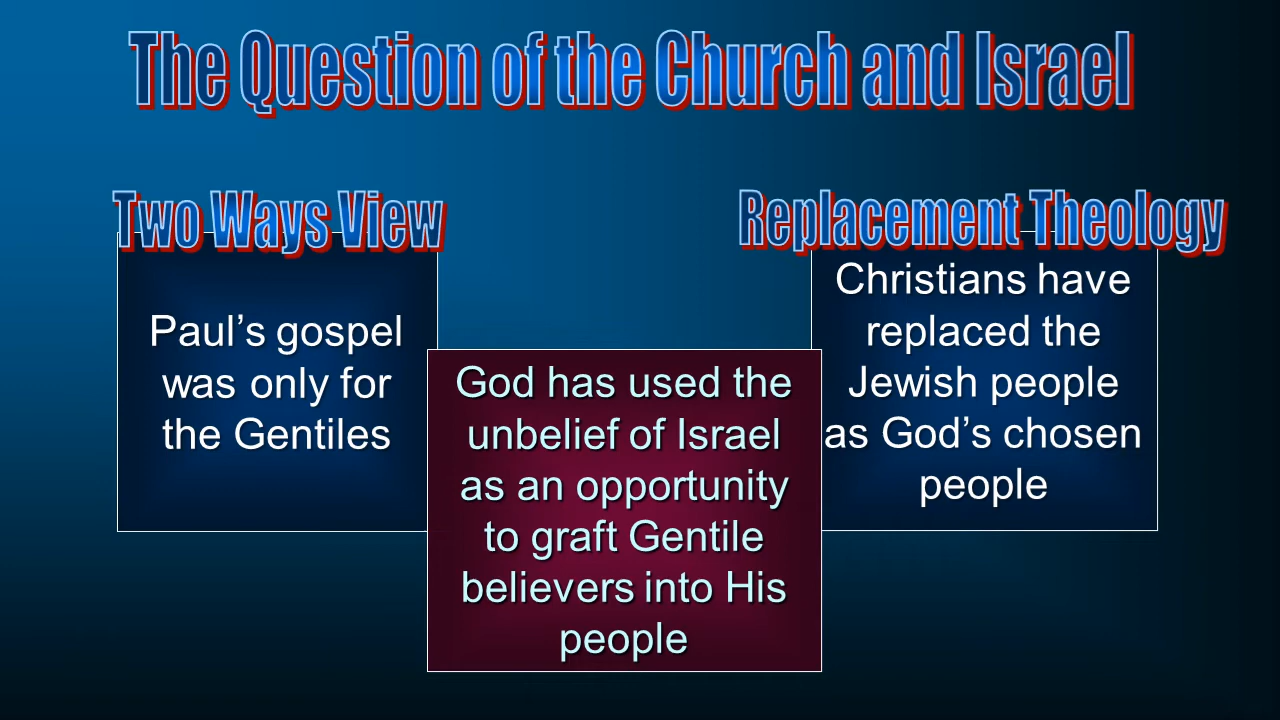 The Question of the Church and Israel
Two Ways View
Paul’s gospel
was only for
the Gentiles
God has used the
unbelief of Israel
as an opportunity
to graft Gentile
believers into His
people
Replacement Theology
Christians have
replaced the
Jewish people
as God’s chosen
people